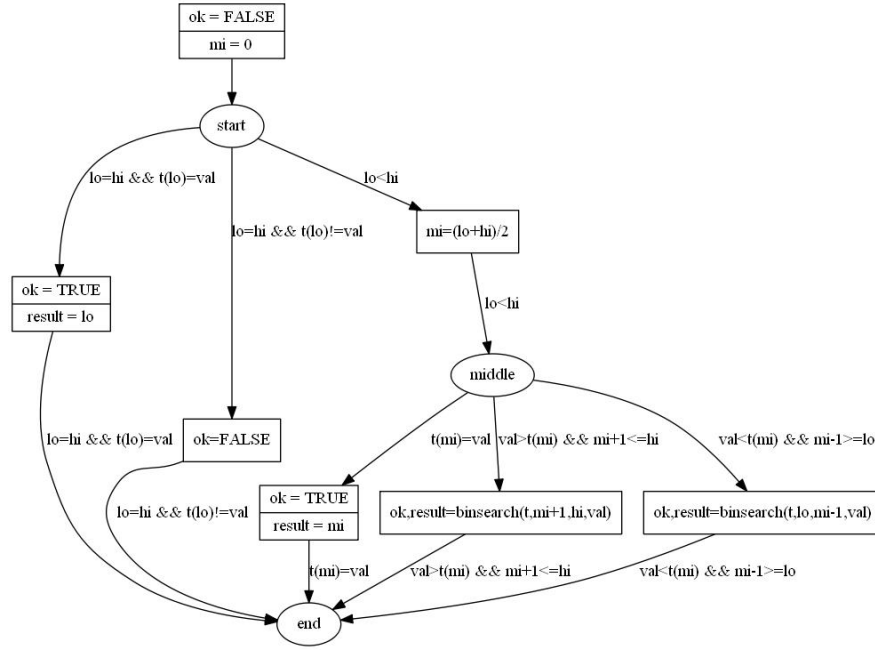 ok = FALSE
mi = 0
start
lo=hi && t(lo)=val
lo<hi
lo=hi && t(lo)!=val
mi=(lo+hi)/2
ok = TRUE
result = lo
lo<hi
middle
lo=hi && t(lo)=val
ok=FALSE
t(mi)=val
val>t(mi) && mi+1<=hi
val<t(mi) && mi-1>=lo
lo=hi && t(lo)!=val
ok = TRUE
result = mi
ok,result=binsearch(t,mi+1,hi,val)
ok,result=binsearch(t,lo,mi-1,val)
t(mi)=val
val>t(mi) && mi+1<=hi
val<t(mi) && mi-1>=lo
end